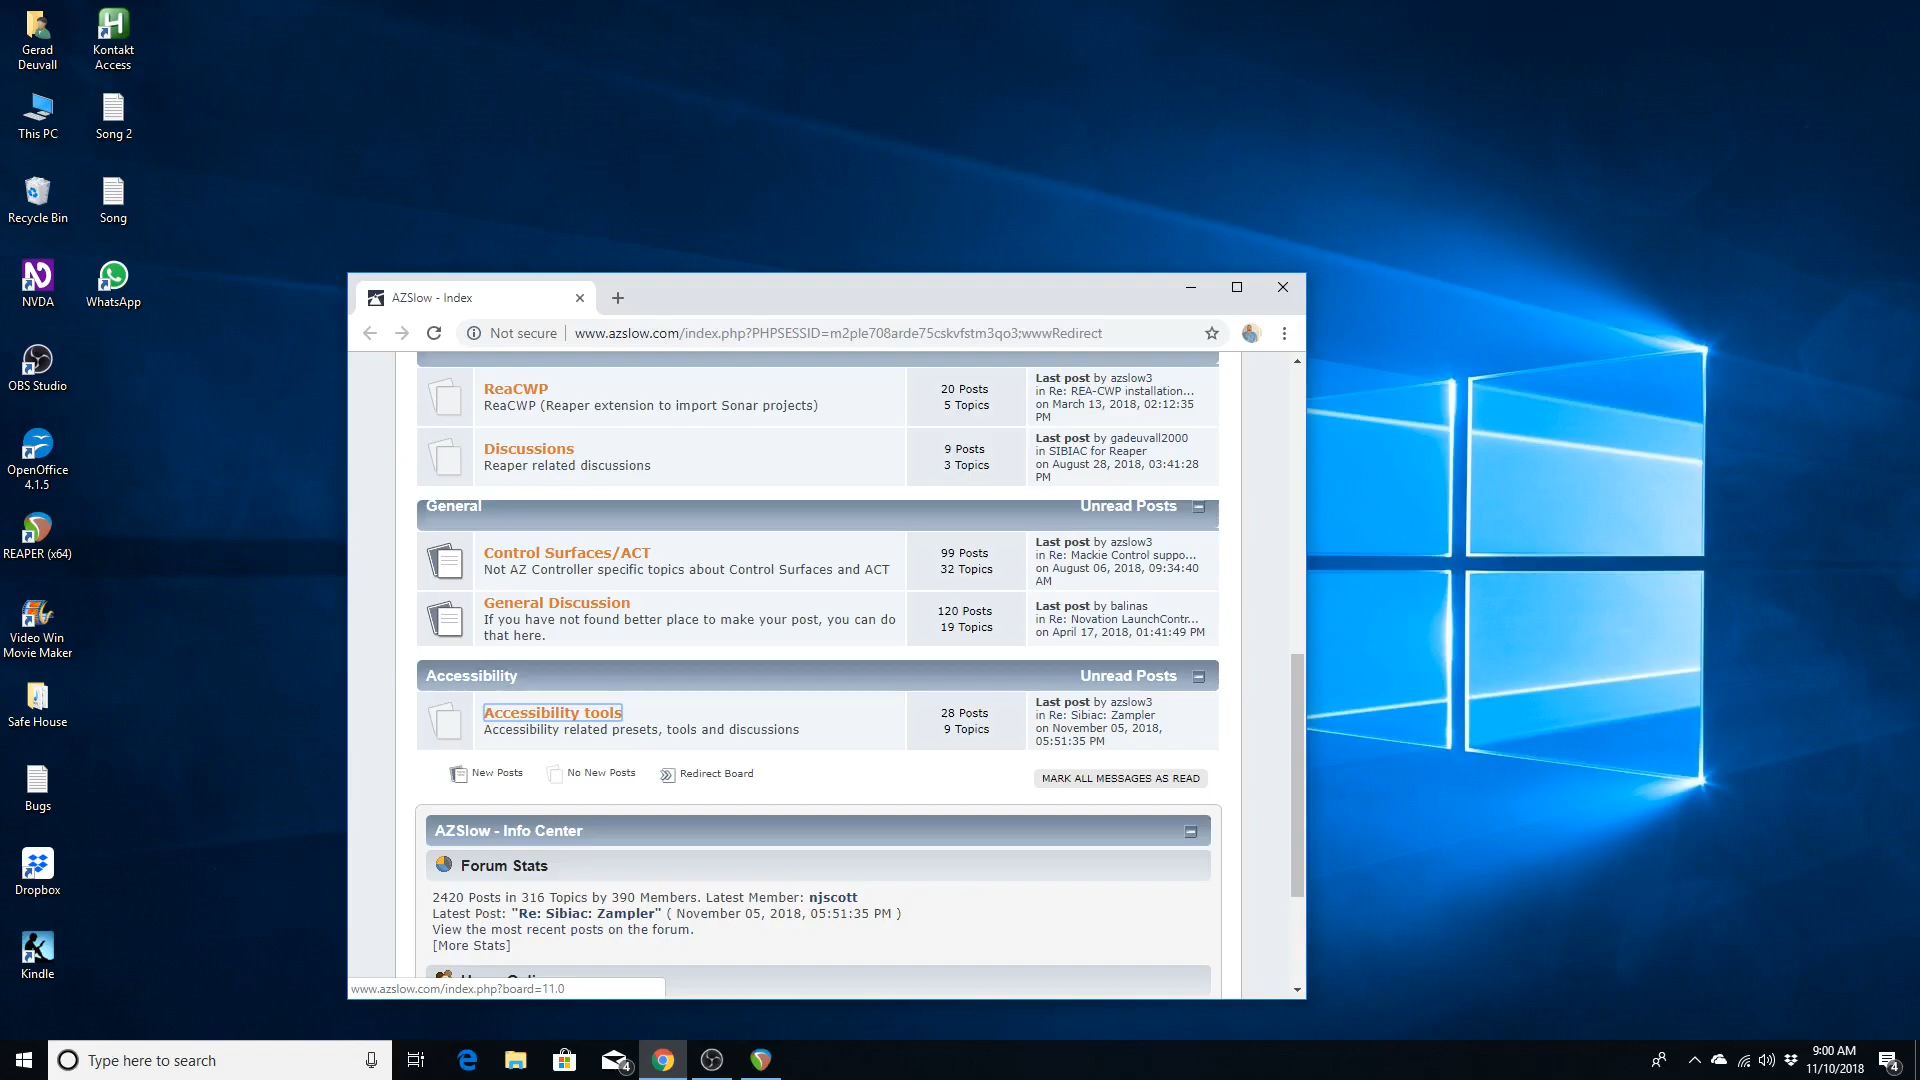 Gerad
Deuvall
Kontakt
Access
This PC
Song 2
Recycle Bin
Song
NVDA
WhatsApp
OBS Studio
OpenOffice
4.1.5
REAPER (x64)
Video Win
Movie Maker
Safe House
Bugs
Dropbox
Kindle
AZSlow - Index
Not secure
www.azslow.com/index.php?PHPSESSID=m2ple708arde75cskvfstm3qo3;wwwRedirect
ReaCWP
ReaCWP (Reaper extension to import Sonar projects)
20 Posts
5 Topics
Last post by azslow3
in Re: REA-CWP installation...
on March 13, 2018, 02:12:35
PM
Discussions
Reaper related discussions
9 Posts
3 Topics
Last post by gadeuvall2000
in SIBIAC for Reaper
on August 28, 2018, 03:41:28
PM
General
Unread Posts
Control Surfaces/ACT
Not AZ Controller specific topics about Control Surfaces and ACT
99 Posts
32 Topics
Last post by azslow3
in Re: Mackie Control suppo...
on August 06, 2018, 09:34:40
AM
General Discussion
If you have not found better place to make your post, you can do
that here.
120 Posts
19 Topics
Last post by balinas
in Re: Novation LaunchContr...
on April 17, 2018, 01:41:49 PM
Accessibility
Unread Posts
Accessibility tools
Accessibility related presets, tools and discussions
28 Posts
9 Topics
Last post by azslow3
in Re: Sibiac: Zampler
on November 05, 2018,
05:51:35 PM
New Posts
No New Posts
Redirect Board
MARK ALL MESSAGES AS READ
AZSlow - Info Center
Forum Stats
2420 Posts in 316 Topics by 390 Members. Latest Member: njscott
Latest Post: "Re: Sibiac: Zampler" ( November 05, 2018, 05:51:35 PM )
View the most recent posts on the forum.
[More Stats]
www.azslow.com/index.php?board=11.0
Type here to search
4
9:00 AM
11/10/2018
4